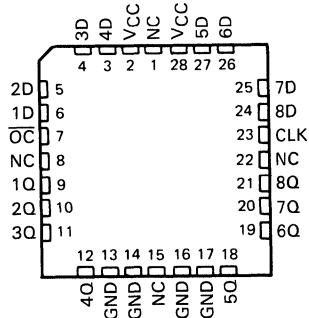 3D 4D VCC NC VCC 5D 6D
4 3 2 1 28 27 26
2D 5 25 7D
1D 6 24 8D
OC 7 23 CLK
NC 8 22 NC
1Q 9 21 8Q
2Q 10 20 7Q
3Q 11 19 6Q
12 13 14 15 16 17 18
4Q GND GND NC GND GND 5Q